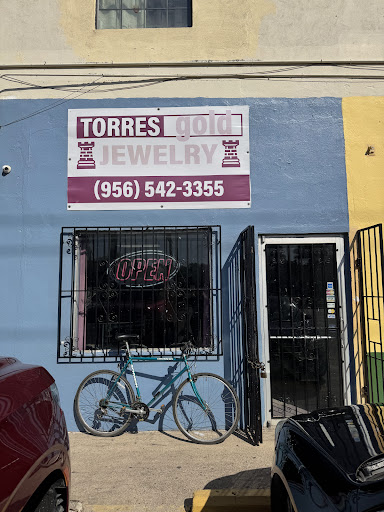 TORRES gold
JEWELRY
(956) 542-3355
OPEN